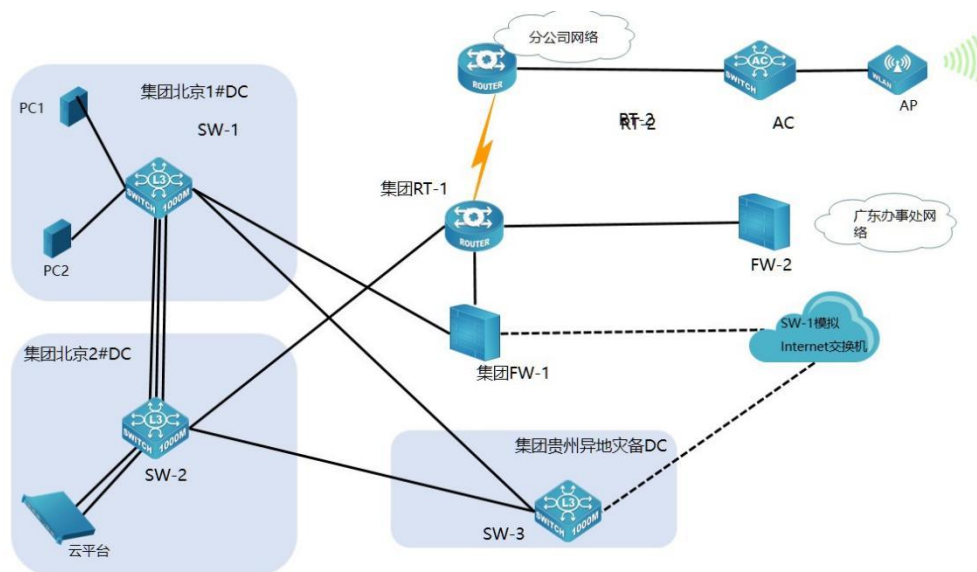 分公司网络
ROUTER
AC
SWITCH
WLAN
AP
RT-2
RT-2
AC
集团北京1#DC
PC1
SW-1
L3
SWITCH 1000M
PC2
集团RT-1
ROUTER
广东办事处网
络
FW-2
SW-1模拟
Internet交换机
集团FW-1
集团北京2#DC
L3
SWITCH 1000M
SW-2
云平台
集团贵州异地灾备DC
L3
SWITCH 1000M
SW-3